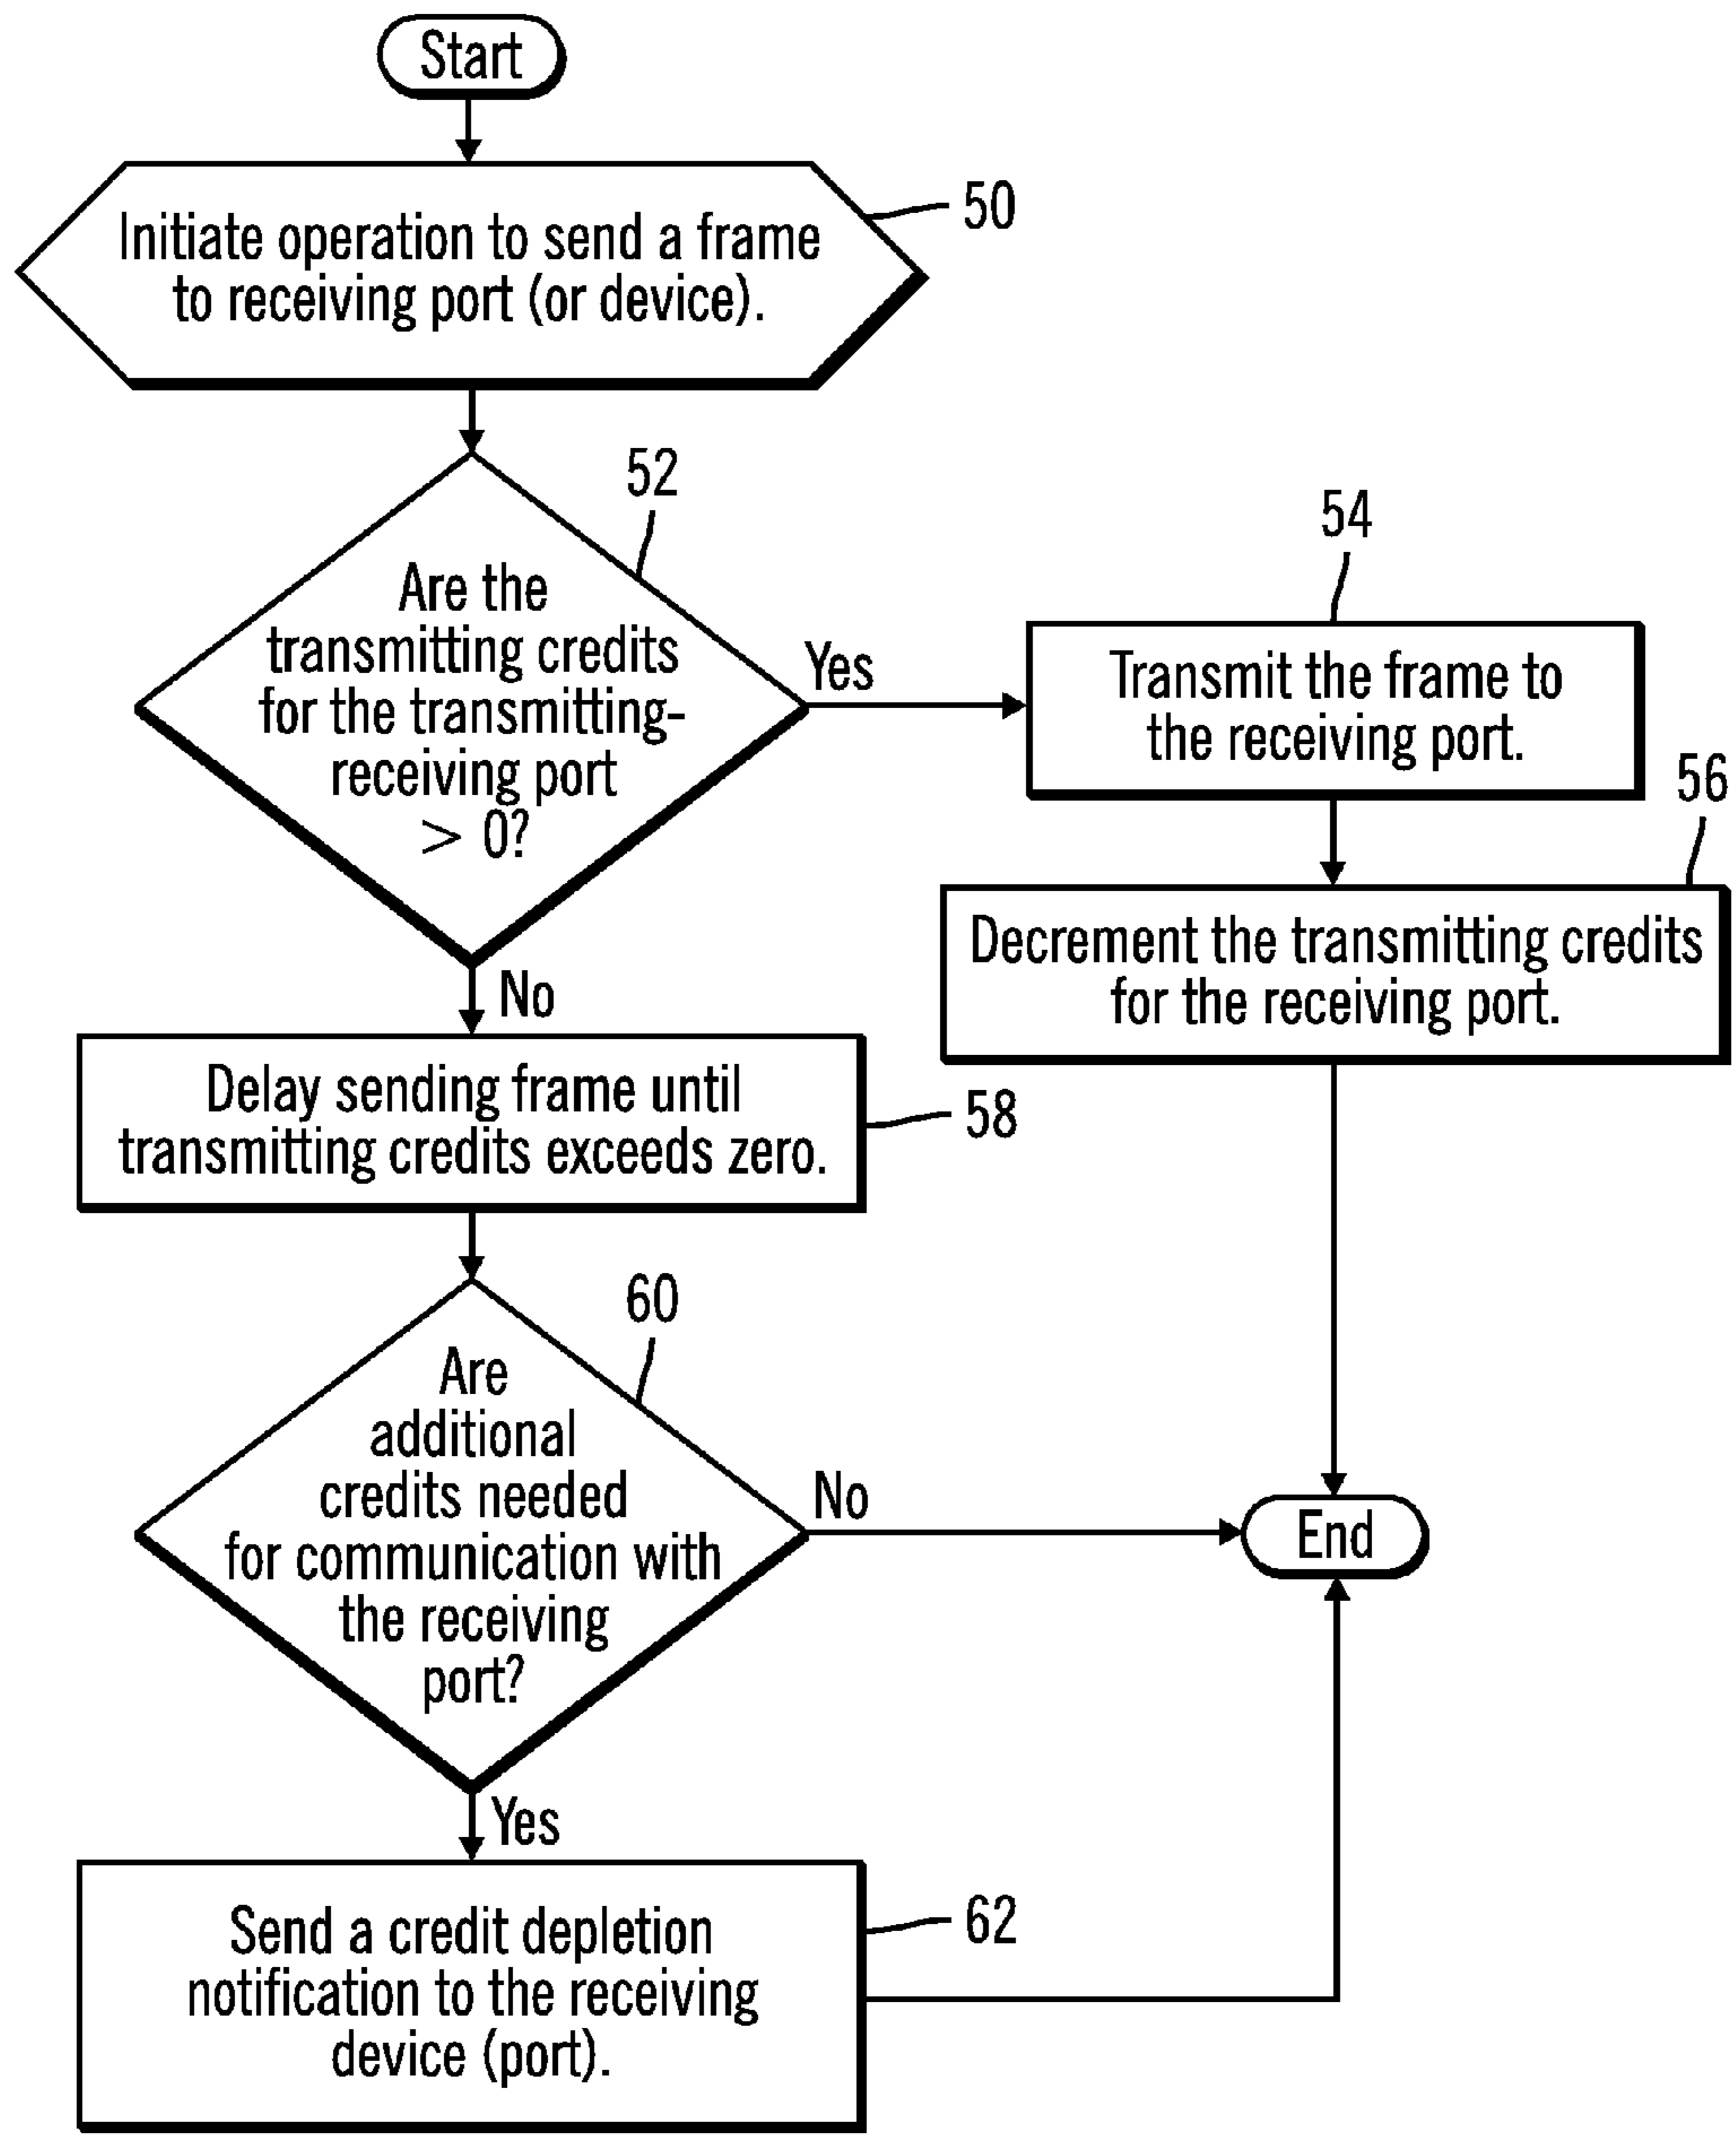 Start
Initiate operation to send a frame
to receiving port (or device).
50
52
Are the
transmitting credits
for the transmitting-
receiving port
> 0?
Yes
54
Transmit the frame to
the receiving port.
56
Decrement the transmitting credits
for the receiving port.
No
Delay sending frame until
transmitting credits exceeds zero.
58
60
Are
additional
credits needed
for communication with
the receiving
port?
No
End
Yes
Send a credit depletion
notification to the receiving
device (port).
62